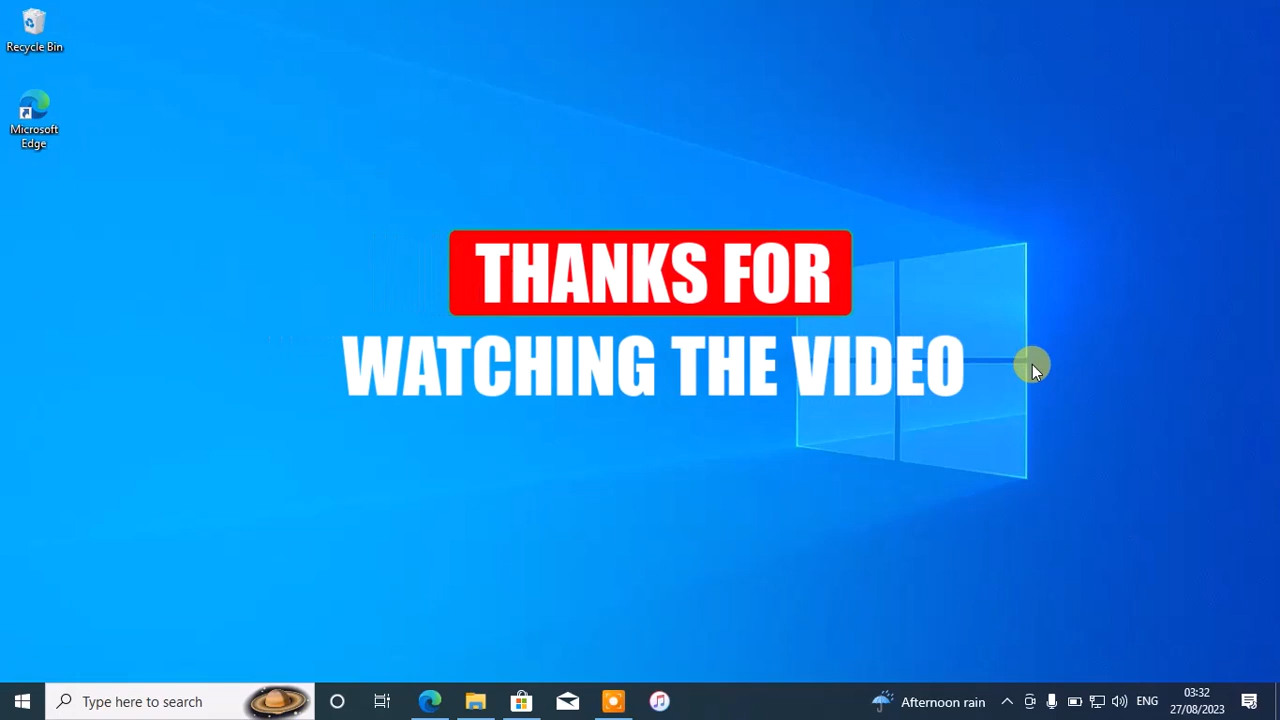 Recycle Bin
Microsoft
Edge
THANKS FOR
WATCHING THE VIDEO
Type here to search
Afternoon rain
ENG
03:32
27/08/2023